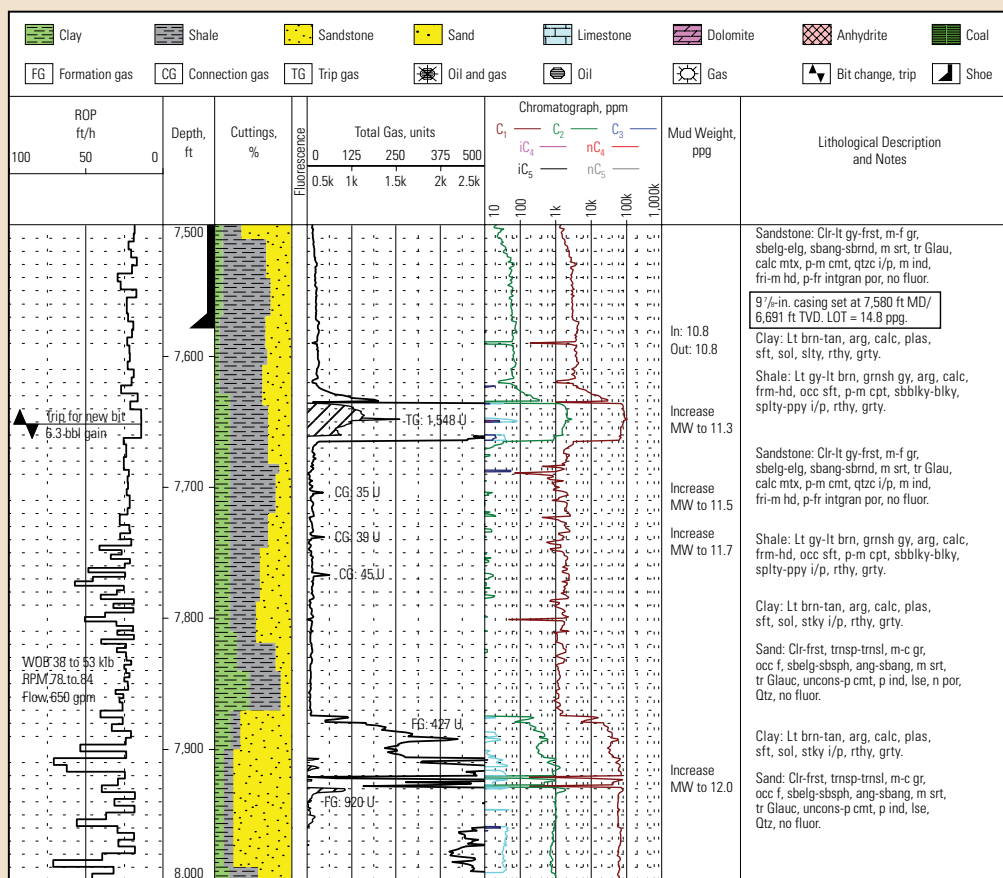 Clay
Shale
Sandstone
Sand
Limestone
Dolomite
Anhydrite
Coal
FG Formation gas
CG Connection gas
TG Trip gas
Oil and gas
Oil
Gas
Bit change, trip
Shoe
ROP
ft/h
100 50 0
Depth,
ft
Cuttings,
%
Fluorescence
Total Gas, units
0 125 250 375 500
0.5k 1k 1.5k 2k 2.5k
Chromatograph, ppm
C1 C2 C3
iC4 nC4
iC5 nC5
10 100 1k 10k 100k 1,000k
Mud Weight,
ppg
Lithological Description
and Notes
7,500
7,600
7,700
7,800
7,900
8,000
Trip for new bit
6.3 bbl gain
WOB 38 to 53 klb
RPM 78 to 84
Flow, 650 gpm
TG: 1,548 U
CG: 35 U
CG: 39 U
CG: 45 U
FG: 427 U
FG: 920 U
In: 10.8
Out: 10.8
Increase
MW to 11.3
Increase
MW to 11.5
Increase
MW to 11.7
Increase
MW to 12.0
Sandstone: Clr-lt gy-frst, m-f gr,
sbelg-elg, sbang-sbrnd, m srt, tr Glau,
calc mtx, p-m cmt, qtzc i/p, m ind,
fri-m hd, p-fr intgran por, no fluor.
9 7/8-in. casing set at 7,580 ft MD/
6,691 ft TVD. LOT = 14.8 ppg.
Clay: Lt brn-tan, arg, calc, plas,
sft, sol, slty, rthy, grty.
Shale: Lt gy-lt brn, grnsh gy, arg, calc,
frm-hd, occ sft, p-m cpt, sbblky-blky,
splty-ppy i/p, rthy, grty.
Sandstone: Clr-lt gy-frst, m-f gr,
sbelg-elg, sbang-sbrnd, m srt, tr Glau,
calc mtx, p-m cmt, qtzc i/p, m ind,
fri-m hd, p-fr intgran por, no fluor.
Shale: Lt gy-lt brn, grnsh gy, arg, calc,
frm-hd, occ sft, p-m cpt, sbblky-blky,
splty-ppy i/p, rthy, grty.
Clay: Lt brn-tan, arg, calc, plas,
sft, sol, stky i/p, rthy, grty.
Sand: Clr-frst, trnsp-trnsl, m-c gr,
occ f, sbelg-sbsph, ang-sbang, m srt,
tr Glauc, uncons-p cmt, p ind, lse, n por,
Qtz, no fluor.
Clay: Lt brn-tan, arg, calc, plas,
sft, sol, stky i/p, rthy, grty.
Sand: Clr-frst, trnsp-trnsl, m-c gr,
occ f, sbelg-sbsph, ang-sbang, m srt,
tr Glauc, uncons-p cmt, p ind, lse,
Qtz, no fluor.